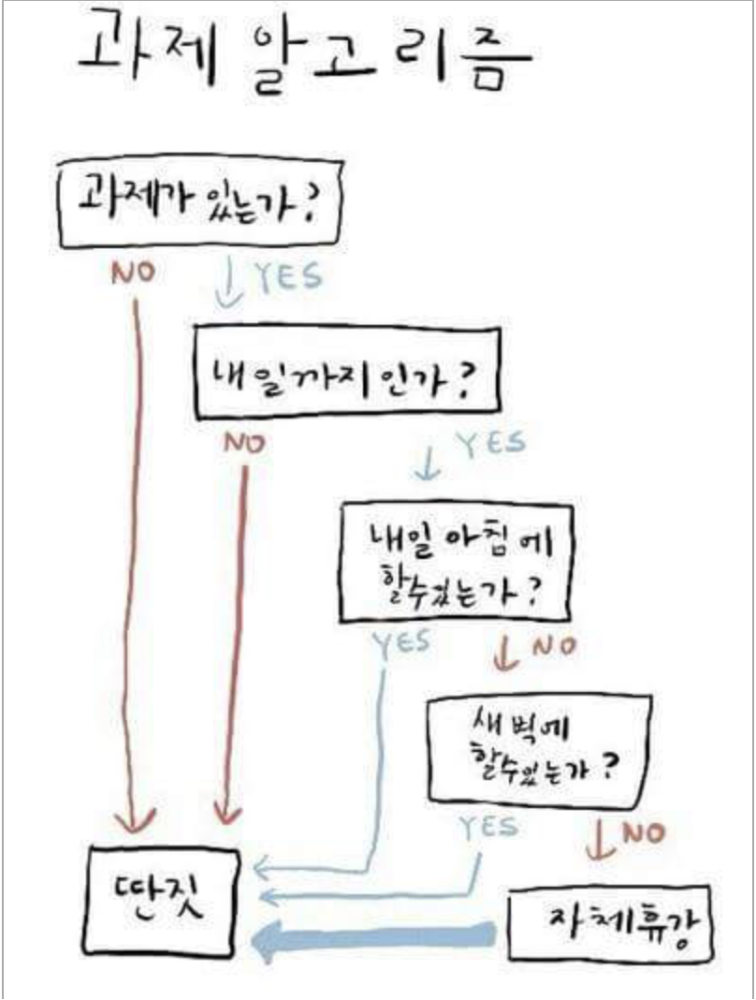 과제 알고리즘
과제가 있는가?
NO
YES
내일까지인가?
NO
YES
내일 아침에
할수있는가?
YES
NO
새벽에
할수있는가?
YES
NO
딴짓
자체휴강